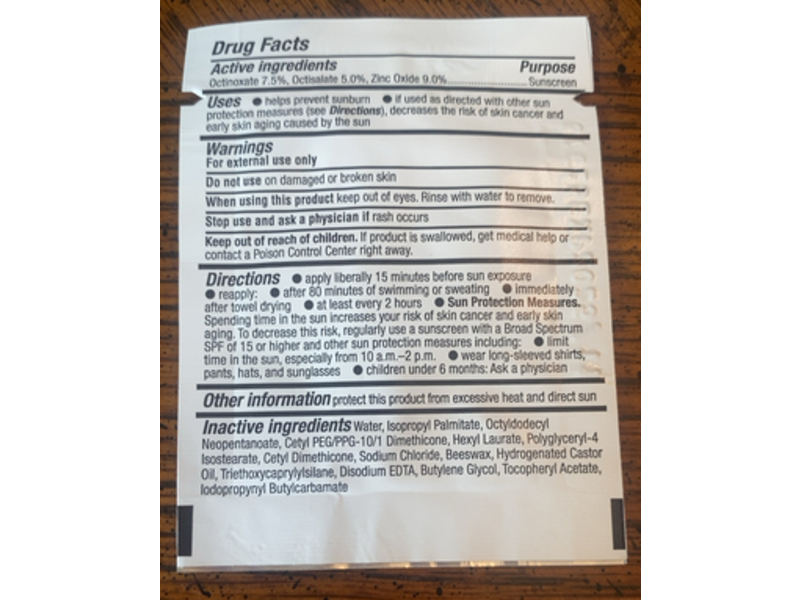 Drug Facts
Active ingredients Purpose
Octinoxate 7.5%, Octisalate 5.0%, Zinc Oxide 9.0%..............................Sunscreen
Uses ● helps prevent sunburn ● if used as directed with other sun
protection measures (see Directions), decreases the risk of skin cancer and
early skin aging caused by the sun
Warnings
For external use only
Do not use on damaged or broken skin
When using this product keep out of eyes. Rinse with water to remove.
Stop use and ask a physician if rash occurs
Keep out of reach of children. If product is swallowed, get medical help or
contact a Poison Control Center right away.
Directions ● apply liberally 15 minutes before sun exposure
● reapply: ● after 80 minutes of swimming or sweating ● immediately
after towel drying ● at least every 2 hours ● Sun Protection Measures.
Spending time in the sun increases your risk of skin cancer and early skin
aging. To decrease this risk, regularly use a sunscreen with a Broad Spectrum
SPF of 15 or higher and other sun protection measures including: ● limit
time in the sun, especially from 10 a.m.–2 p.m. ● wear long-sleeved shirts,
pants, hats, and sunglasses ● children under 6 months: Ask a physician
Other information protect this product from excessive heat and direct sun
Inactive ingredients Water, Isopropyl Palmitate, Octyldodecyl
Neopentanoate, Cetyl PEG/PPG-10/1 Dimethicone, Hexyl Laurate, Polyglyceryl-4
Isostearate, Cetyl Dimethicone, Sodium Chloride, Beeswax, Hydrogenated Castor
Oil, Triethoxycaprylylsilane, Disodium EDTA, Butylene Glycol, Tocopheryl Acetate,
Iodopropynyl Butylcarbamate